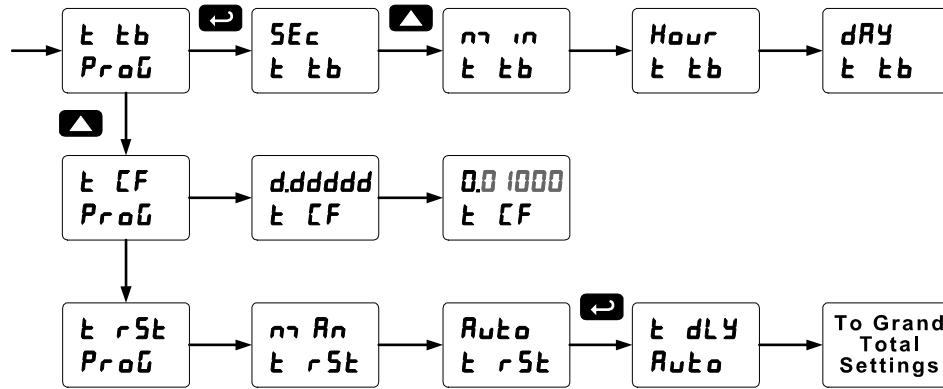 t tb
ProG
SEc
t tb
min
t tb
Hour
t tb
dAY
t tb
t CF
ProG
d.ddddd
t CF
0.01000
t CF
t rSt
ProG
mAn
t rSt
Auto
t rSt
t dLY
Auto
To Grand
Total
Settings